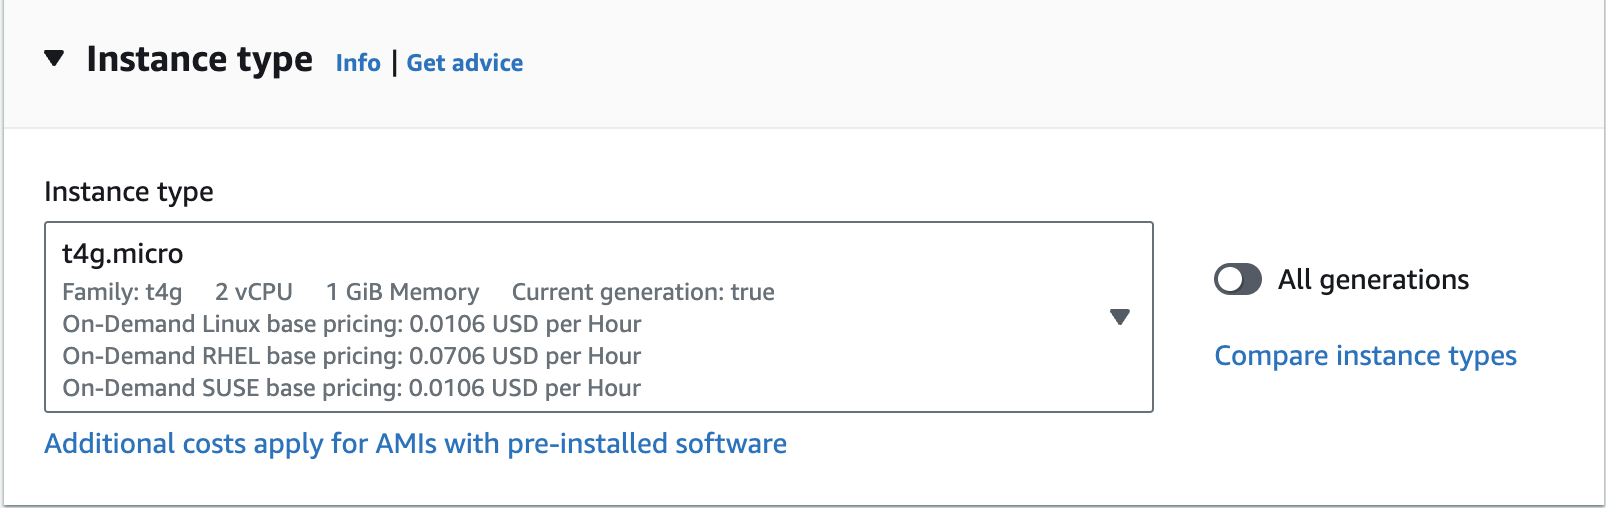 Instance type Info | Get advice
Instance type
t4g.micro
Family: t4g 2 vCPU 1 GiB Memory Current generation: true
On-Demand Linux base pricing: 0.0106 USD per Hour
On-Demand RHEL base pricing: 0.0706 USD per Hour
On-Demand SUSE base pricing: 0.0106 USD per Hour
All generations
Compare instance types
Additional costs apply for AMIs with pre-installed software